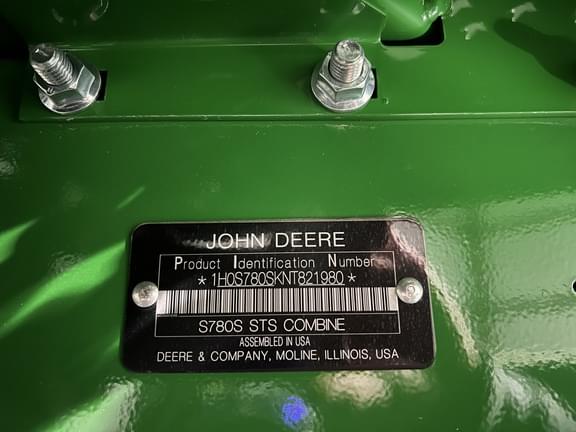 JOHN DEERE
Product Identification Number
*1H0S780SKNT821980*
S780S STS COMBINE
ASSEMBLED IN USA
DEERE & COMPANY, MOLINE, ILLINOIS, USA